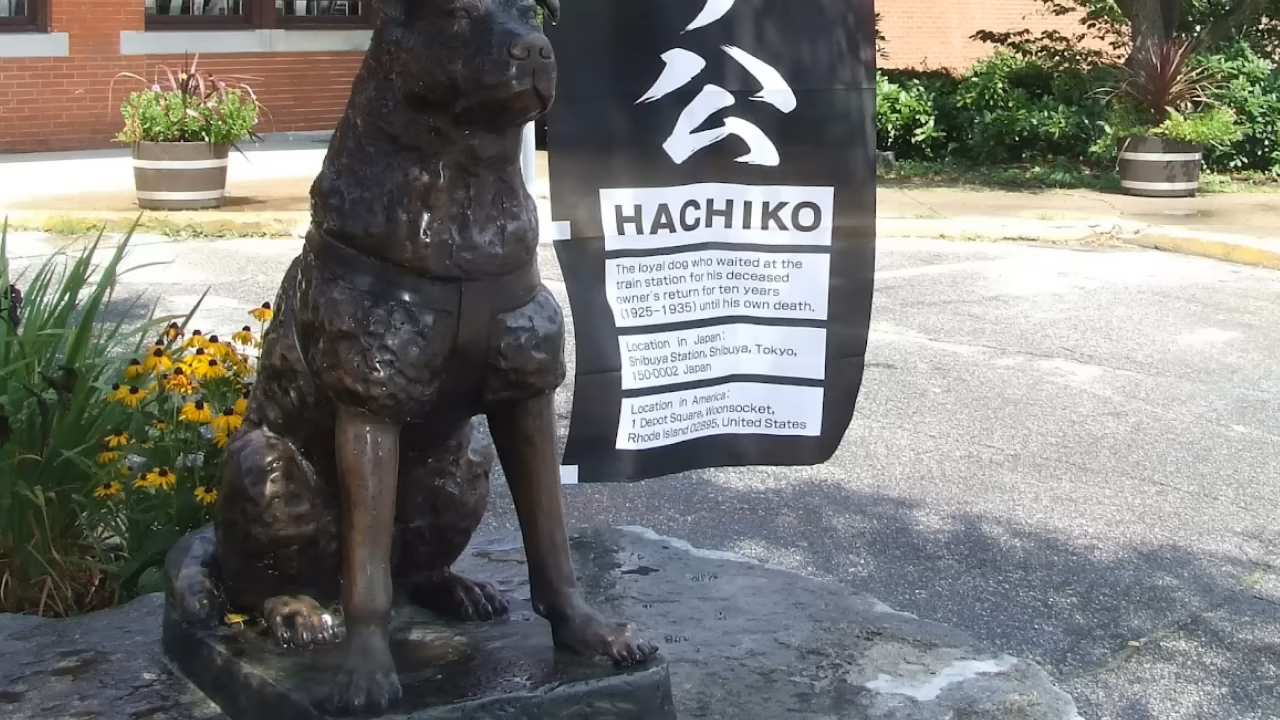 公
HACHIKO
The loyal dog who waited at the
train station for his deceased
owner's return for ten years
(1925-1935) until his own death.
Location in Japan:
Shibuya Station, Shibuya, Tokyo,
150-0002 Japan
Location in America:
1 Depot Square, Woonsocket,
Rhode Island 02895, United States